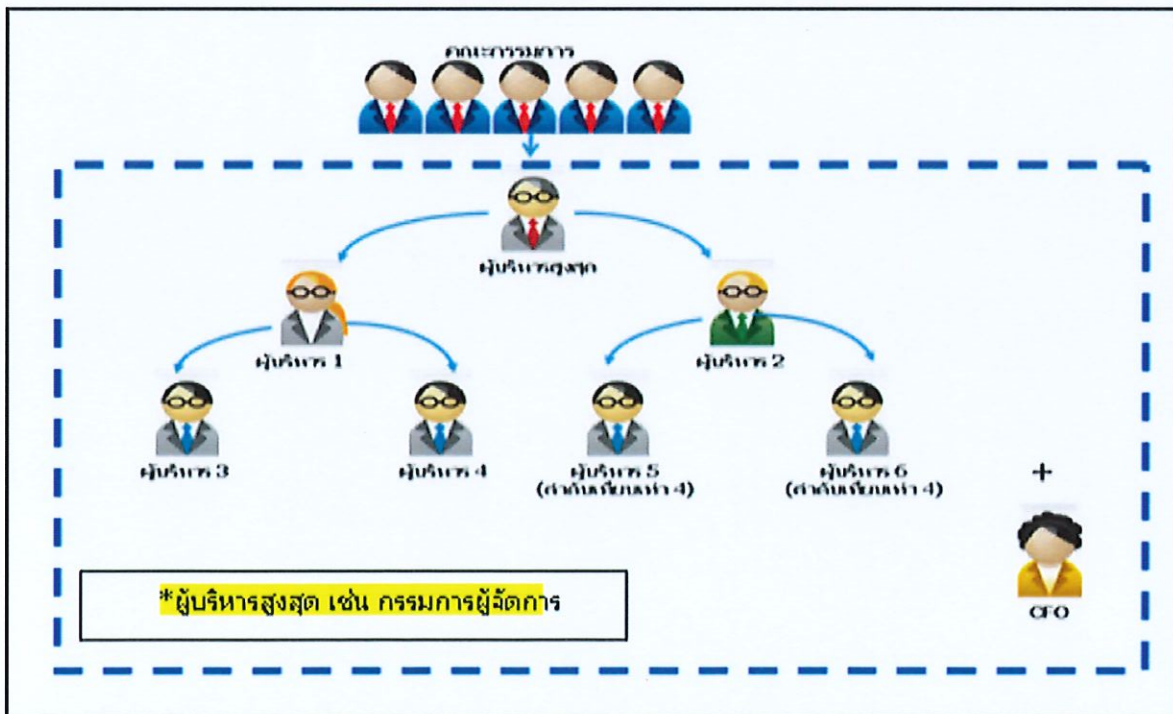 คณะกรรมการ
ผู้บริหารสูงสุด
ผู้บริหาร 1
ผู้บริหาร 2
ผู้บริหาร 3
ผู้บริหาร 4
ผู้บริหาร 5
(ลำดับเทียบเท่า 4)
ผู้บริหาร 6
(ลำดับเทียบเท่า 4)
+
CFO
*ผู้บริหารสูงสุด เช่น กรรมการผู้จัดการ